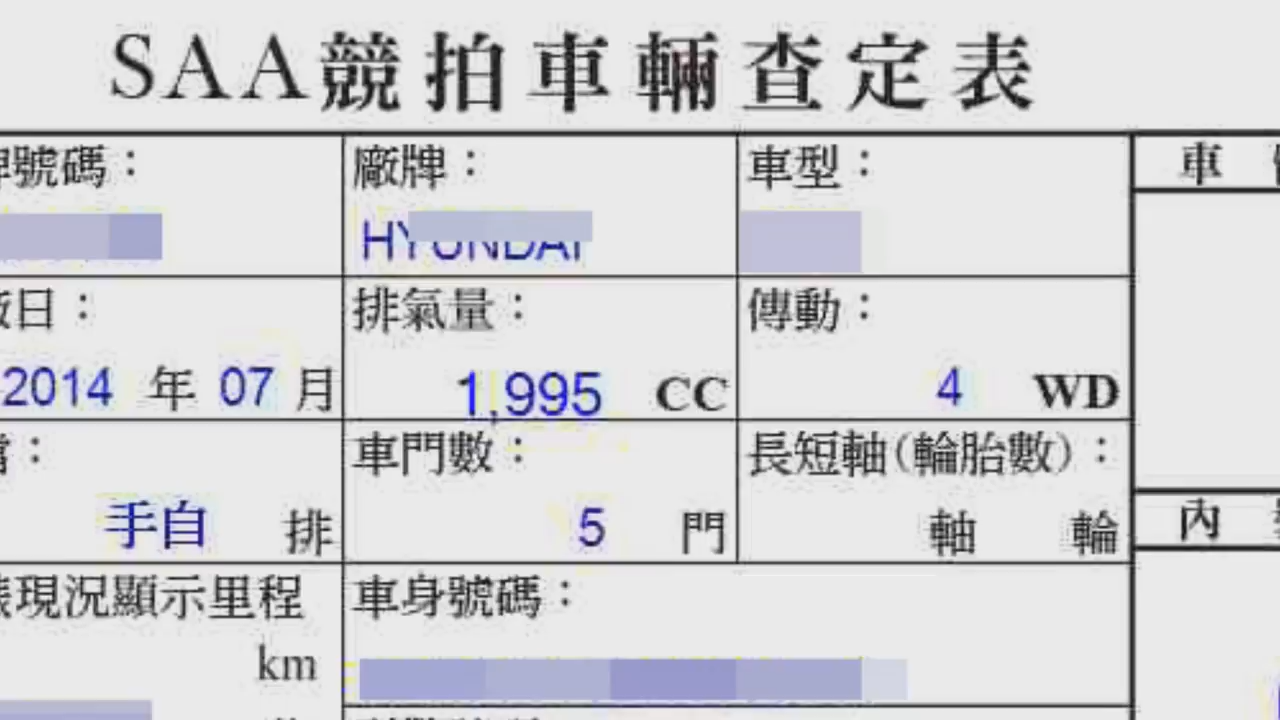 SAA競拍車輛查定表
號碼： 廠牌： 車型： 車
HYUNDAI
日： 排氣量： 傳動：
2014 年 07 月 1,995 CC 4 WD
車門數： 長短軸(輪胎數)：
手自 排 5 門 軸 輪 內
現況顯示里程 車身號碼：
km